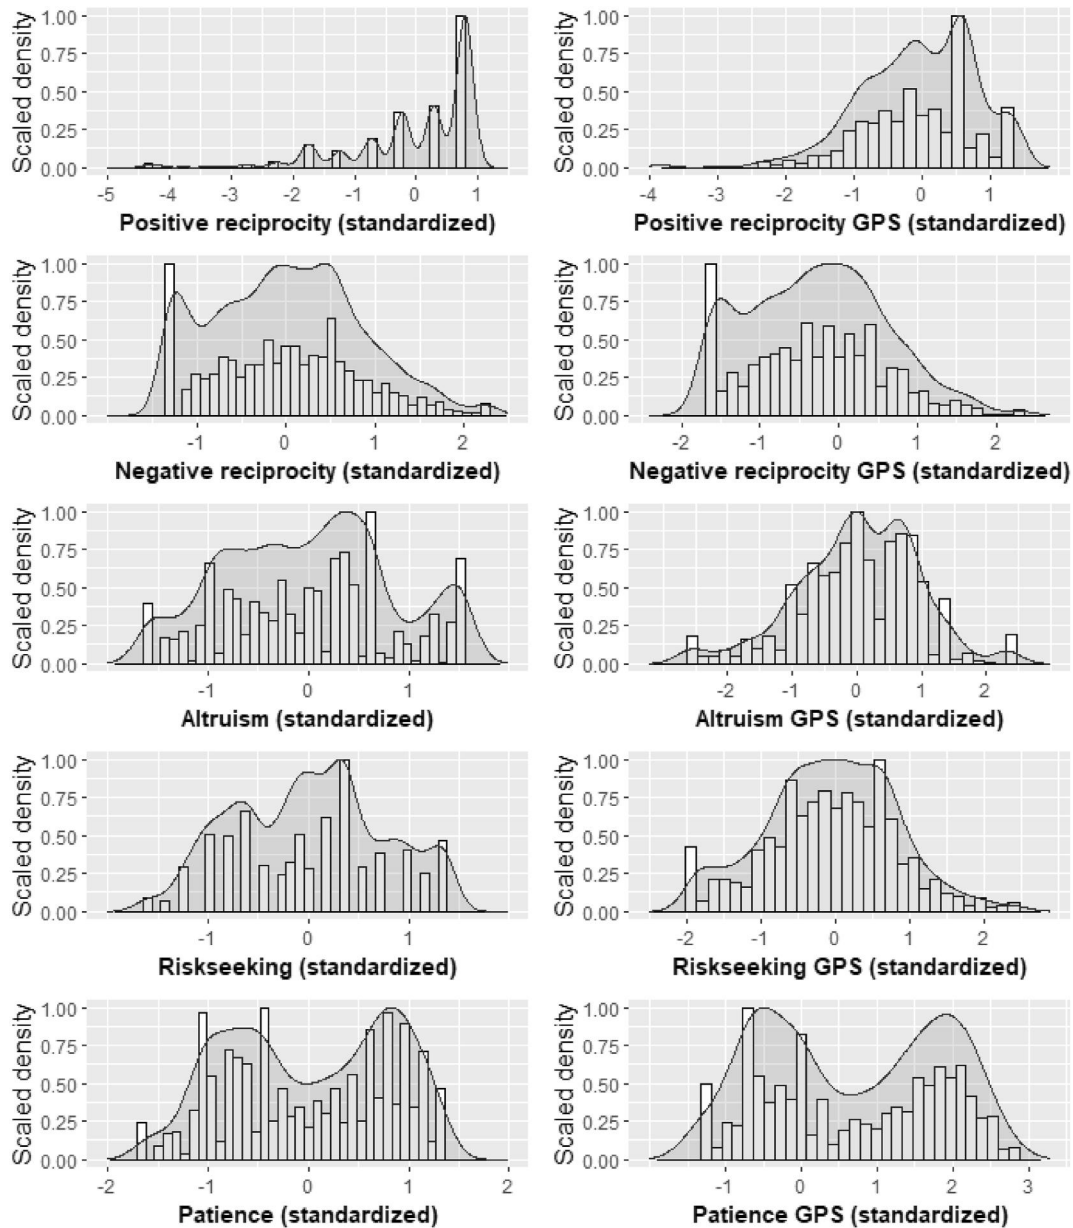 Scaled density
1.00
0.75
0.50
0.25
0.00
-5 -4 -3 -2 -1 0 1
Positive reciprocity (standardized)
Scaled density
1.00
0.75
0.50
0.25
0.00
-4 -3 -2 -1 0 1
Positive reciprocity GPS (standardized)
Scaled density
1.00
0.75
0.50
0.25
0.00
-1 0 1 2
Negative reciprocity (standardized)
Scaled density
1.00
0.75
0.50
0.25
0.00
-2 -1 0 1 2
Negative reciprocity GPS (standardized)
Scaled density
1.00
0.75
0.50
0.25
0.00
-1 0 1
Altruism (standardized)
Scaled density
1.00
0.75
0.50
0.25
0.00
-2 -1 0 1 2
Altruism GPS (standardized)
Scaled density
1.00
0.75
0.50
0.25
0.00
-1 0 1
Riskseeking (standardized)
Scaled density
1.00
0.75
0.50
0.25
0.00
-2 -1 0 1 2
Riskseeking GPS (standardized)
Scaled density
1.00
0.75
0.50
0.25
0.00
-2 -1 0 1 2
Patience (standardized)
Scaled density
1.00
0.75
0.50
0.25
0.00
-1 0 1 2 3
Patience GPS (standardized)